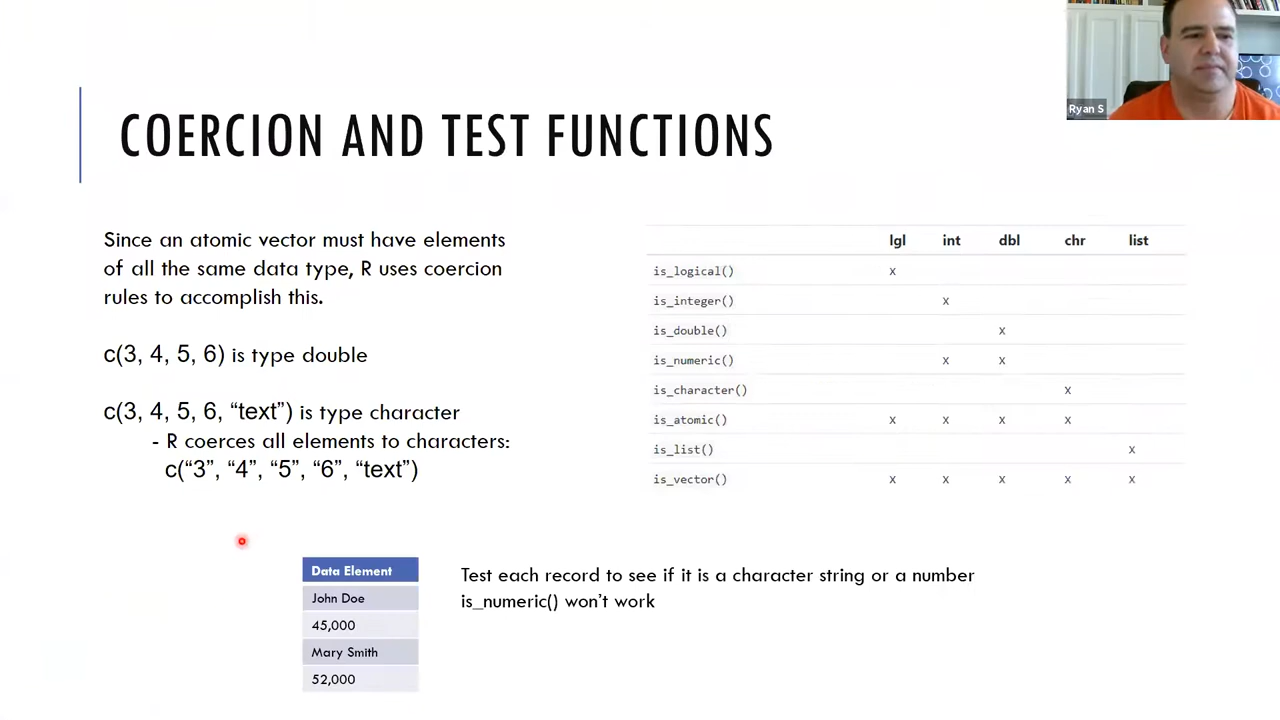 Ryan S
COERCION AND TEST FUNCTIONS
Since an atomic vector must have elements
of all the same data type, R uses coercion
rules to accomplish this.
c(3, 4, 5, 6) is type double
c(3, 4, 5, 6, “text”) is type character
- R coerces all elements to characters:
c(“3”, “4”, “5”, “6”, “text”)
lgl int dbl chr list
is_logical() x
is_integer() x
is_double() x
is_numeric() x x
is_character() x
is_atomic() x x x x
is_list() x
is_vector() x x x x x
Data Element
John Doe
45,000
Mary Smith
52,000
Test each record to see if it is a character string or a number
is_numeric() won’t work